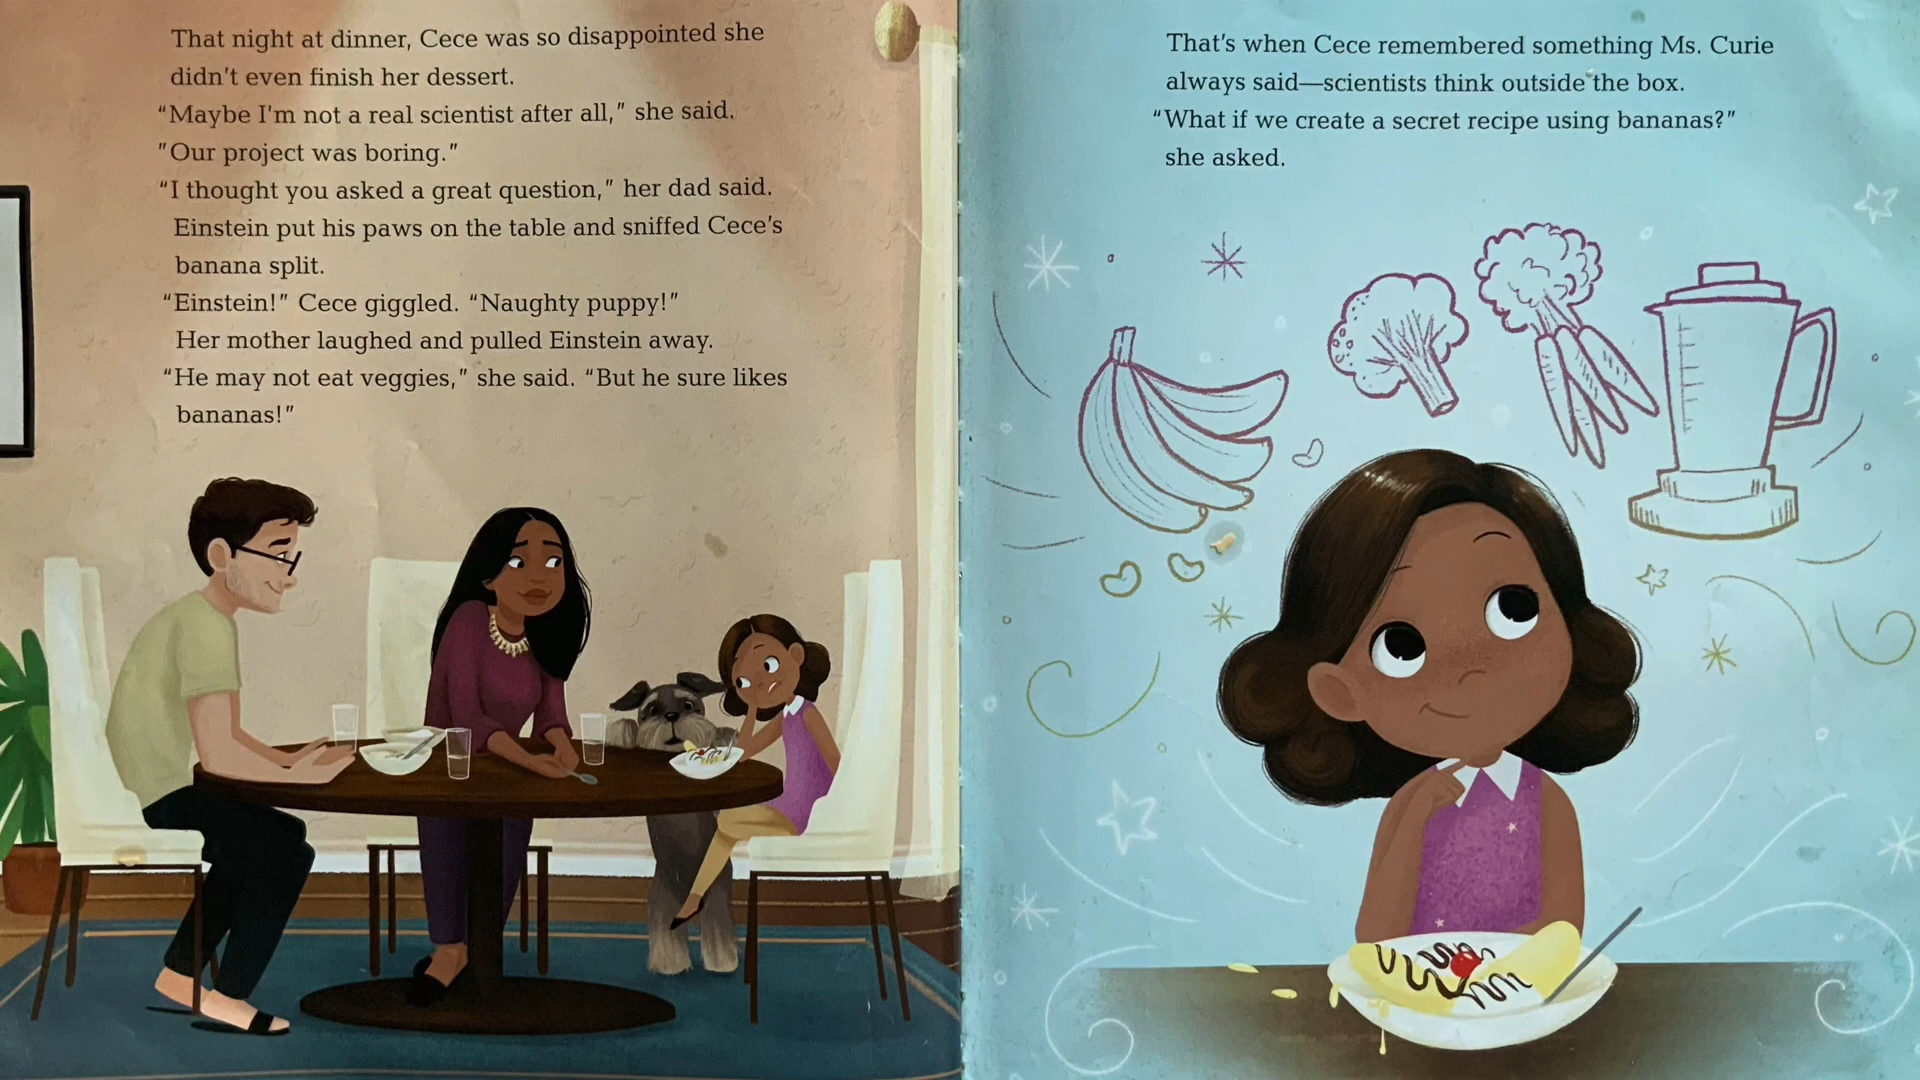 That night at dinner, Cece was so disappointed she
didn't even finish her dessert.
“Maybe I'm not a real scientist after all,” she said.
"Our project was boring."
“I thought you asked a great question,” her dad said.
Einstein put his paws on the table and sniffed Cece's
banana split.
“Einstein!” Cece giggled. “Naughty puppy!”
Her mother laughed and pulled Einstein away.
“He may not eat veggies,” she said. “But he sure likes
bananas!”
That's when Cece remembered something Ms. Curie
always said—scientists think outside the box.
“What if we create a secret recipe using bananas?”
she asked.